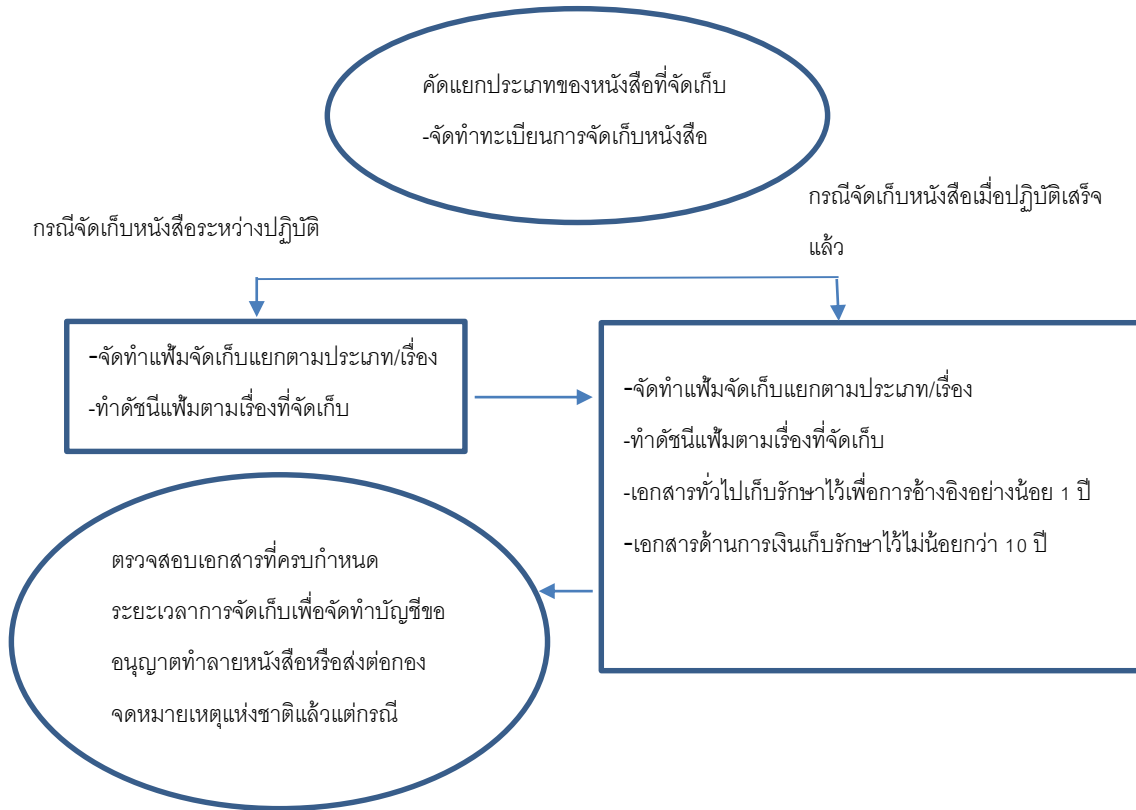 คัดแยกประเภทของหนังสือที่จัดเก็บ
-จัดทำทะเบียนการจัดเก็บหนังสือ
กรณีจัดเก็บหนังสือระหว่างปฏิบัติ
กรณีจัดเก็บหนังสือเมื่อปฏิบัติเสร็จ
แล้ว
-จัดทำแฟ้มจัดเก็บแยกตามประเภท/เรื่อง
-ทำดัชนีแฟ้มตามเรื่องที่จัดเก็บ
-จัดทำแฟ้มจัดเก็บแยกตามประเภท/เรื่อง
-ทำดัชนีแฟ้มตามเรื่องที่จัดเก็บ
-เอกสารทั่วไปเก็บรักษาไว้เพื่อการอ้างอิงอย่างน้อย 1 ปี
-เอกสารด้านการเงินเก็บรักษาไว้ไม่น้อยกว่า 10 ปี
ตรวจสอบเอกสารที่ครบกำหนด
ระยะเวลาการจัดเก็บเพื่อจัดทำบัญชีขอ
อนุญาตทำลายหนังสือหรือส่งต่อกอง
จดหมายเหตุแห่งชาติแล้วแต่กรณี